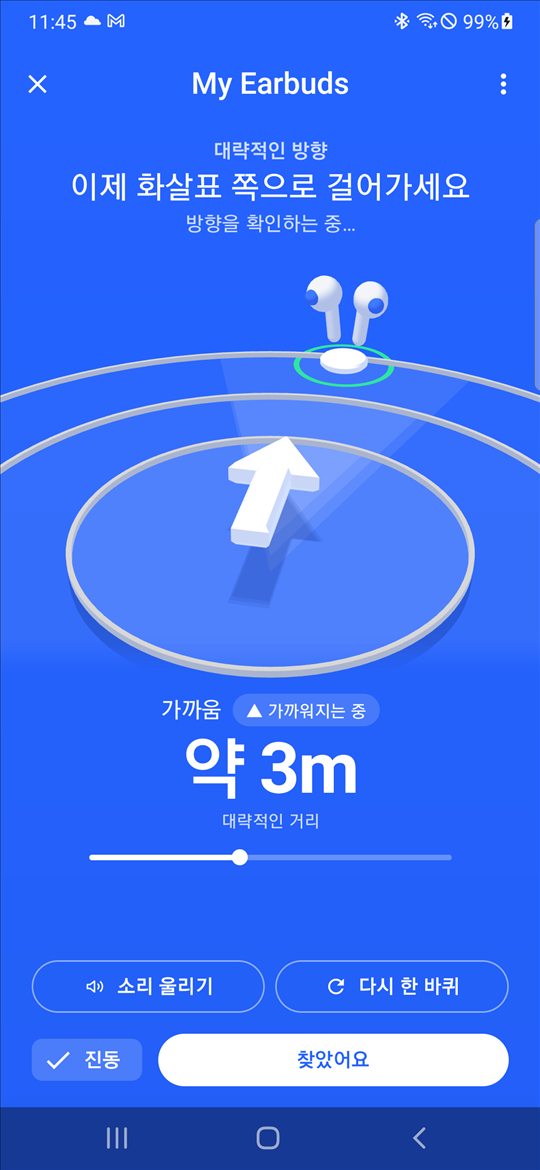 11:45 99%
My Earbuds
대략적인 방향
이제 화살표 쪽으로 걸어가세요
방향을 확인하는 중...
가까움 ▲ 가까워지는 중
약 3m
대략적인 거리
소리 울리기 다시 한 바퀴
진동 찾았어요